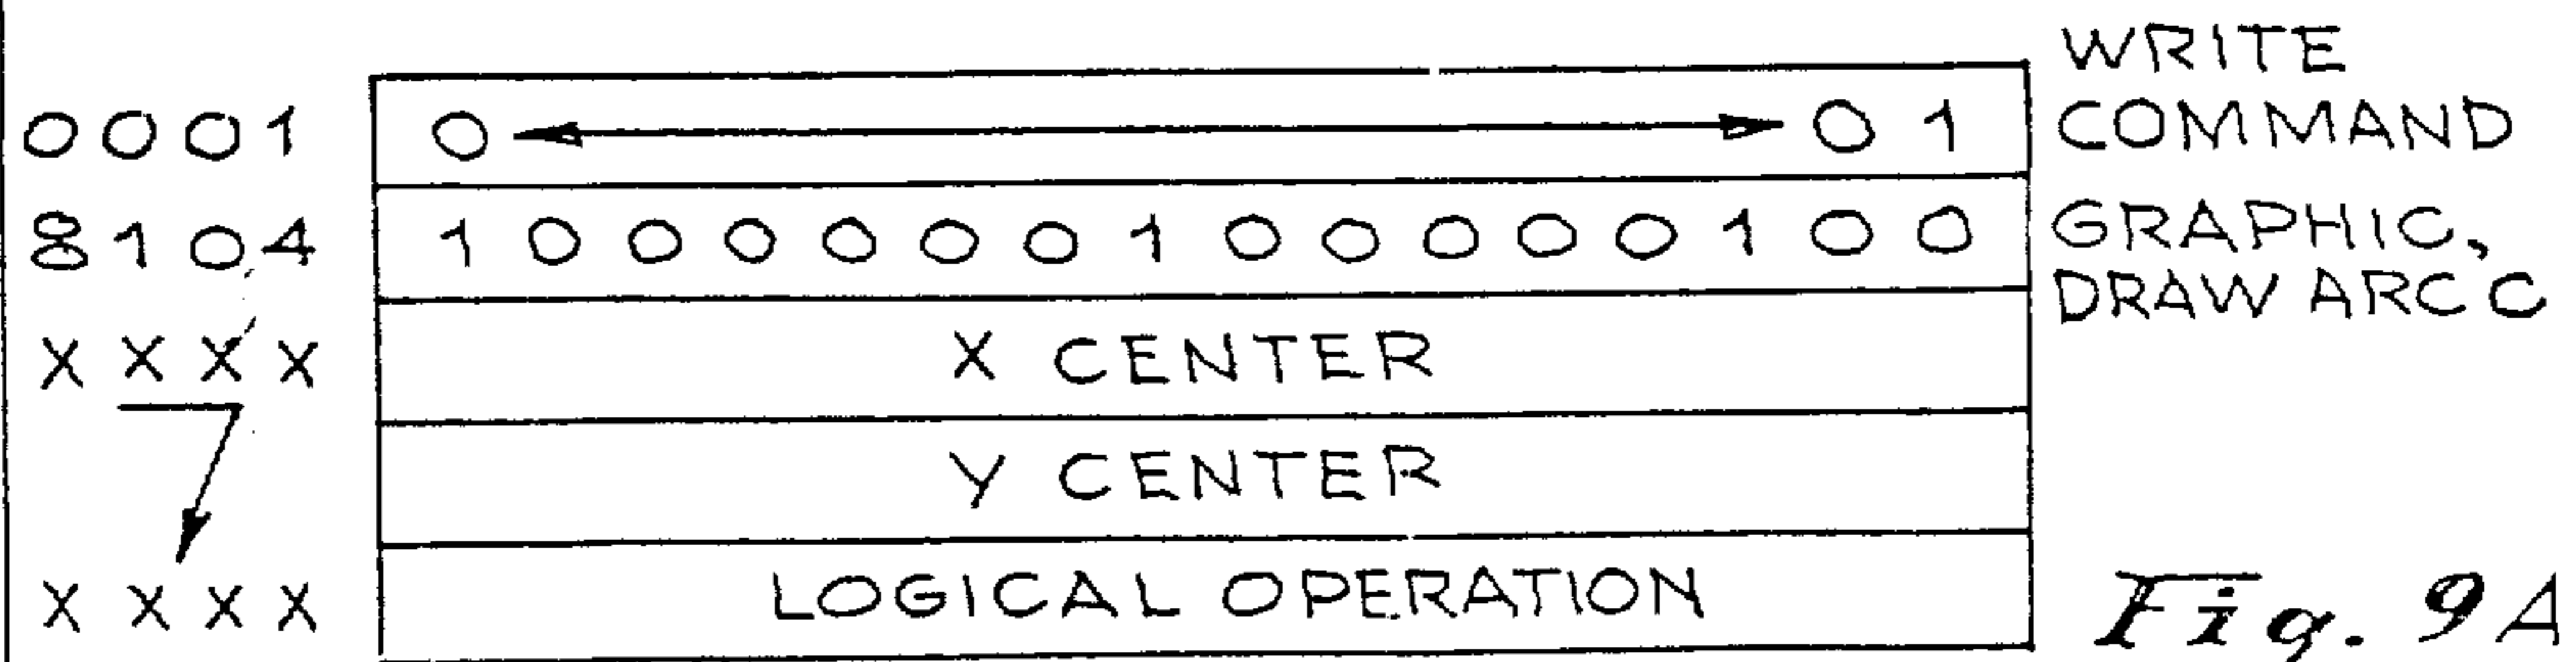 WRITE
0001 0 01 COMMAND
8104 1000000100000100 GRAPHIC,
DRAW ARC C
XXXX X CENTER
Y CENTER
XXXX LOGICAL OPERATION
Fig. 9A